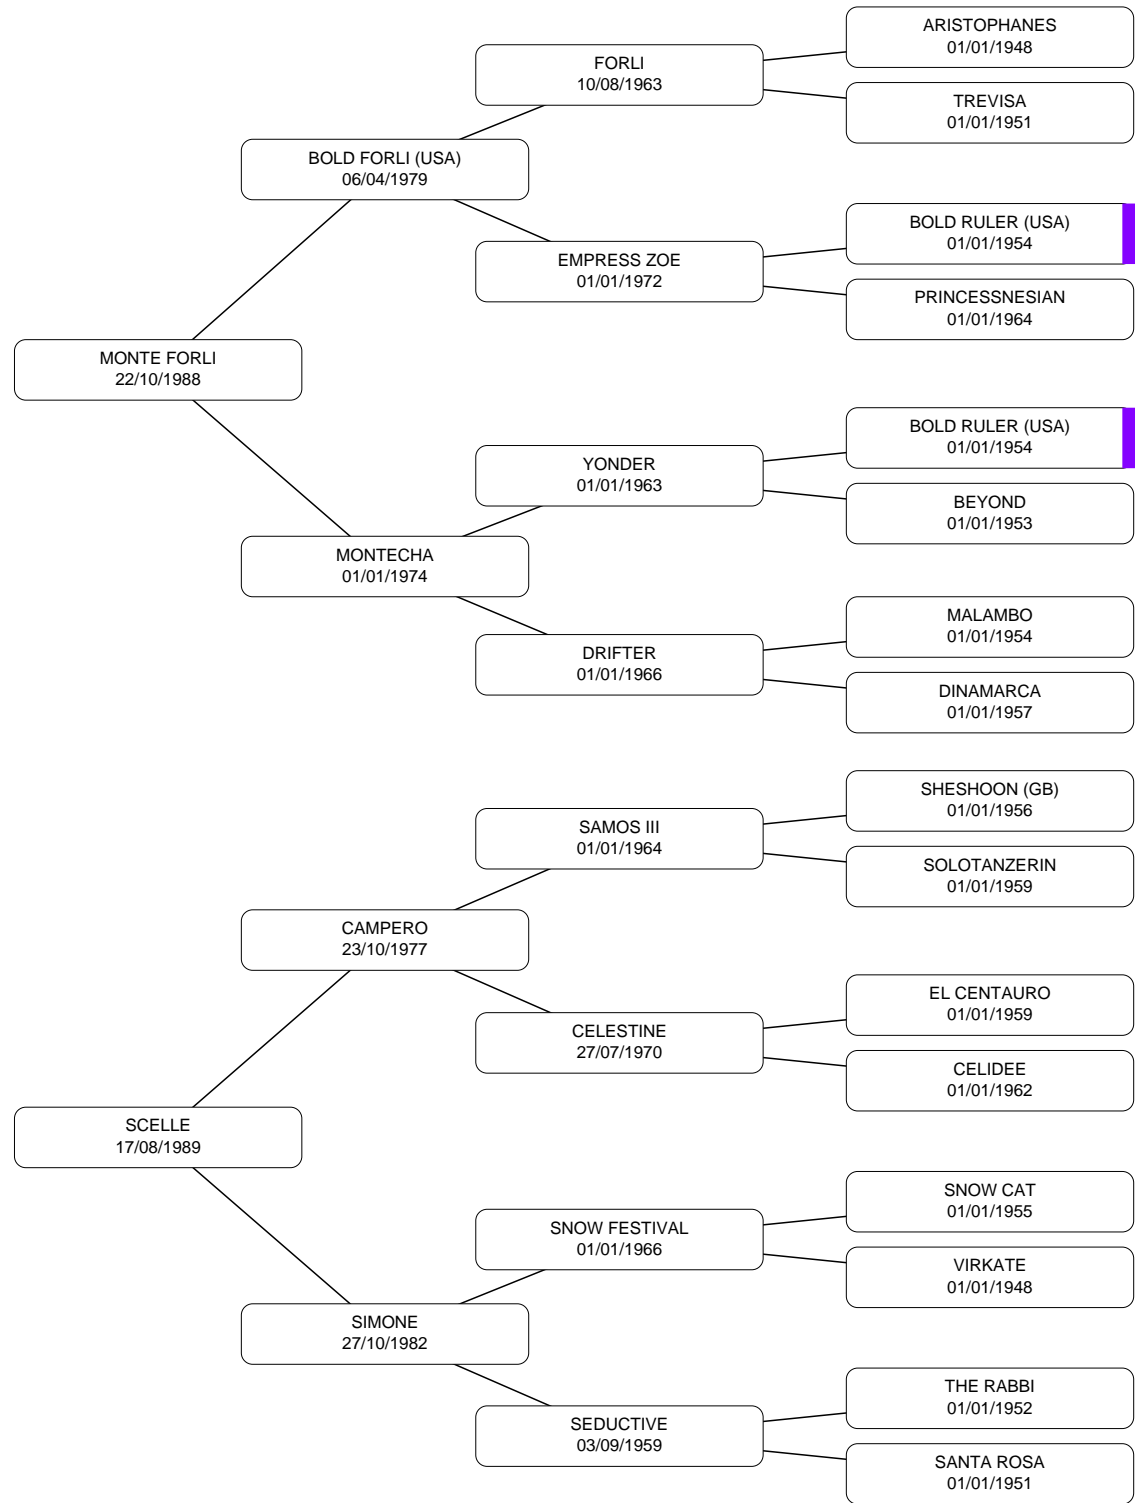 ARISTOPHANES
01/01/1948
FORLI
10/08/1963
TREVISA
01/01/1951
BOLD FORLI (USA)
06/04/1979
BOLD RULER (USA)
01/01/1954
EMPRESS ZOE
01/01/1972
PRINCESSNESIAN
01/01/1964
MONTE FORLI
22/10/1988
BOLD RULER (USA)
01/01/1954
YONDER
01/01/1963
BEYOND
01/01/1953
MONTECHA
01/01/1974
MALAMBO
01/01/1954
DRIFTER
01/01/1966
DINAMARCA
01/01/1957
SHESHOON (GB)
01/01/1956
SAMOS III
01/01/1964
SOLOTANZERIN
01/01/1959
CAMPERO
23/10/1977
EL CENTAURO
01/01/1959
CELESTINE
27/07/1970
CELIDEE
01/01/1962
SCELLE
17/08/1989
SNOW CAT
01/01/1955
SNOW FESTIVAL
01/01/1966
VIRKATE
01/01/1948
SIMONE
27/10/1982
THE RABBI
01/01/1952
SEDUCTIVE
03/09/1959
SANTA ROSA
01/01/1951